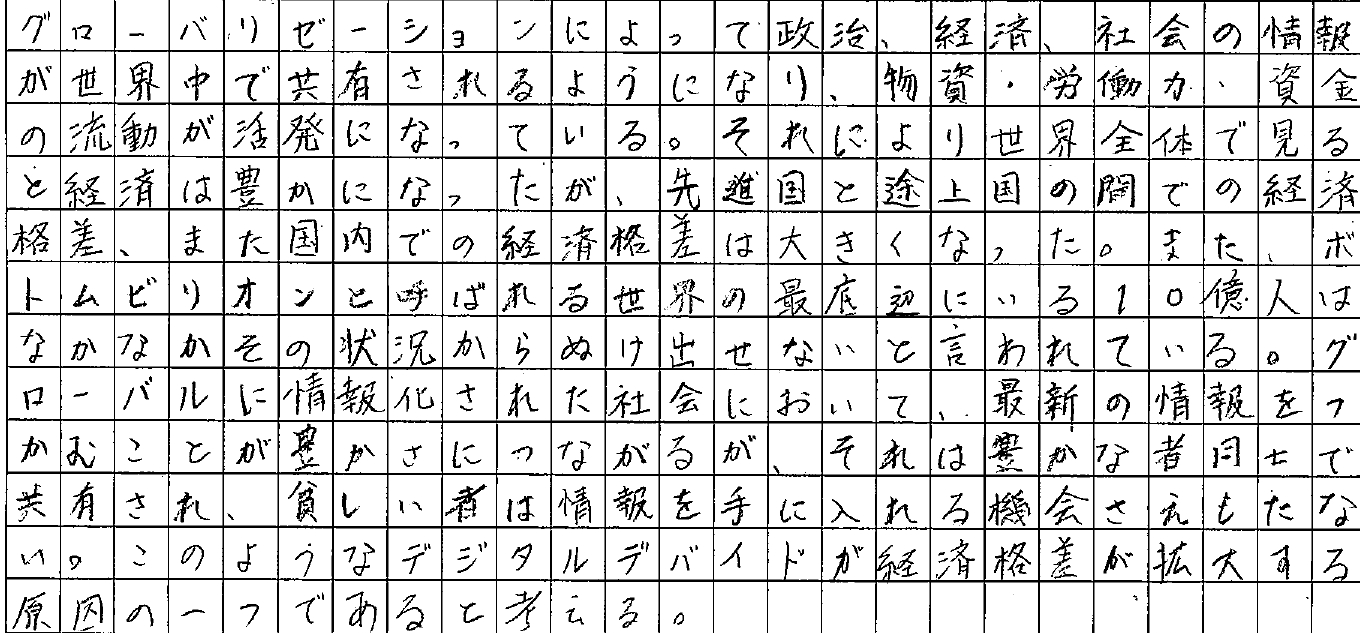 グローバリゼーションによって政治、経済、社会の情報
が世界中で共有されるようになり、物資・労働力・資金
の流動が活発になっている。それにより世界全体で見る
と経済は豊かになったが、先進国と途上国の間での経済
格差、また国内での経済格差は大きくなった。また、ボ
トムビリオンと呼ばれる世界の最底辺にいる10億人は
なかなかその状況からぬけ出せないと言われている。グ
ローバルに情報化された社会において、最新の情報をつ
かむことが豊かさにつながるが、それは豊かな者同士で
共有され、貧しい者は情報を手に入れる機会さえもたな
い。このようなデジタルデバイドが経済格差が拡大する
原因の一つであると考える。